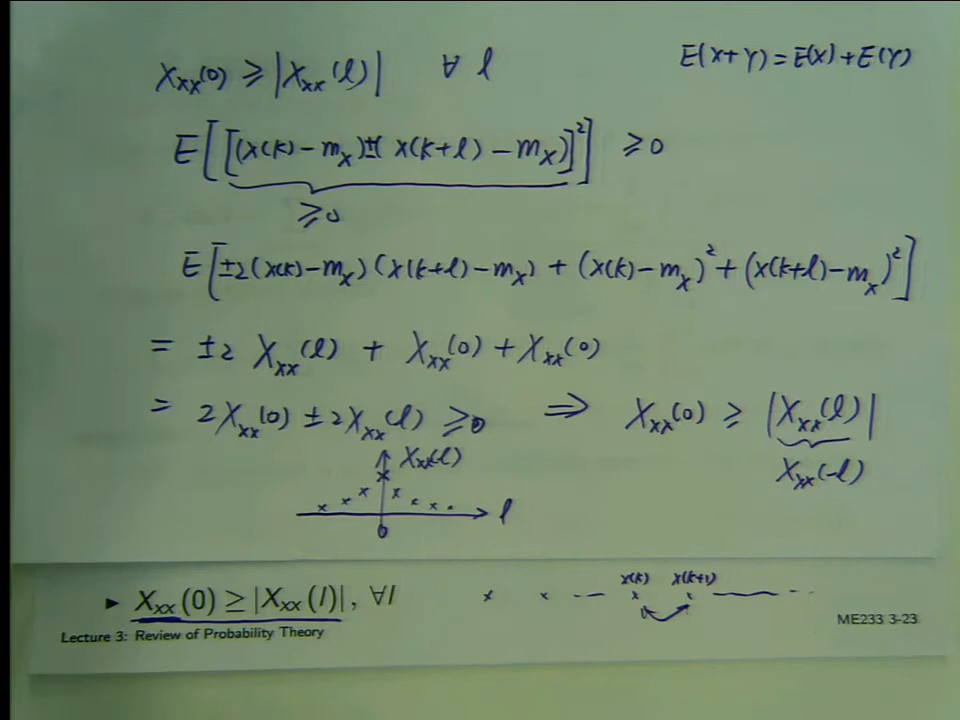 X_xx(0) ≥ |X_xx(l)| ∀ l
E(X+Y) = E(X) + E(Y)
E[[(x(k) − m_x) ± (x(k+l) − m_x)]²] ≥ 0
≥0
E[±2(x(k)−m_x)(x(k+l)−m_x) + (x(k)−m_x)² + (x(k+l)−m_x)²]
= ±2 X_xx(l) + X_xx(0) + X_xx(0)
= 2X_xx(0) ± 2X_xx(l) ≥ 0 ⇒ X_xx(0) ≥ |X_xx(l)|
X_xx(l)
X_xx(−l)
l
0
x(k) x(k+1)
▶ X_xx(0) ≥ |X_xx(l)|, ∀l
Lecture 3: Review of Probability Theory
ME233 3-23